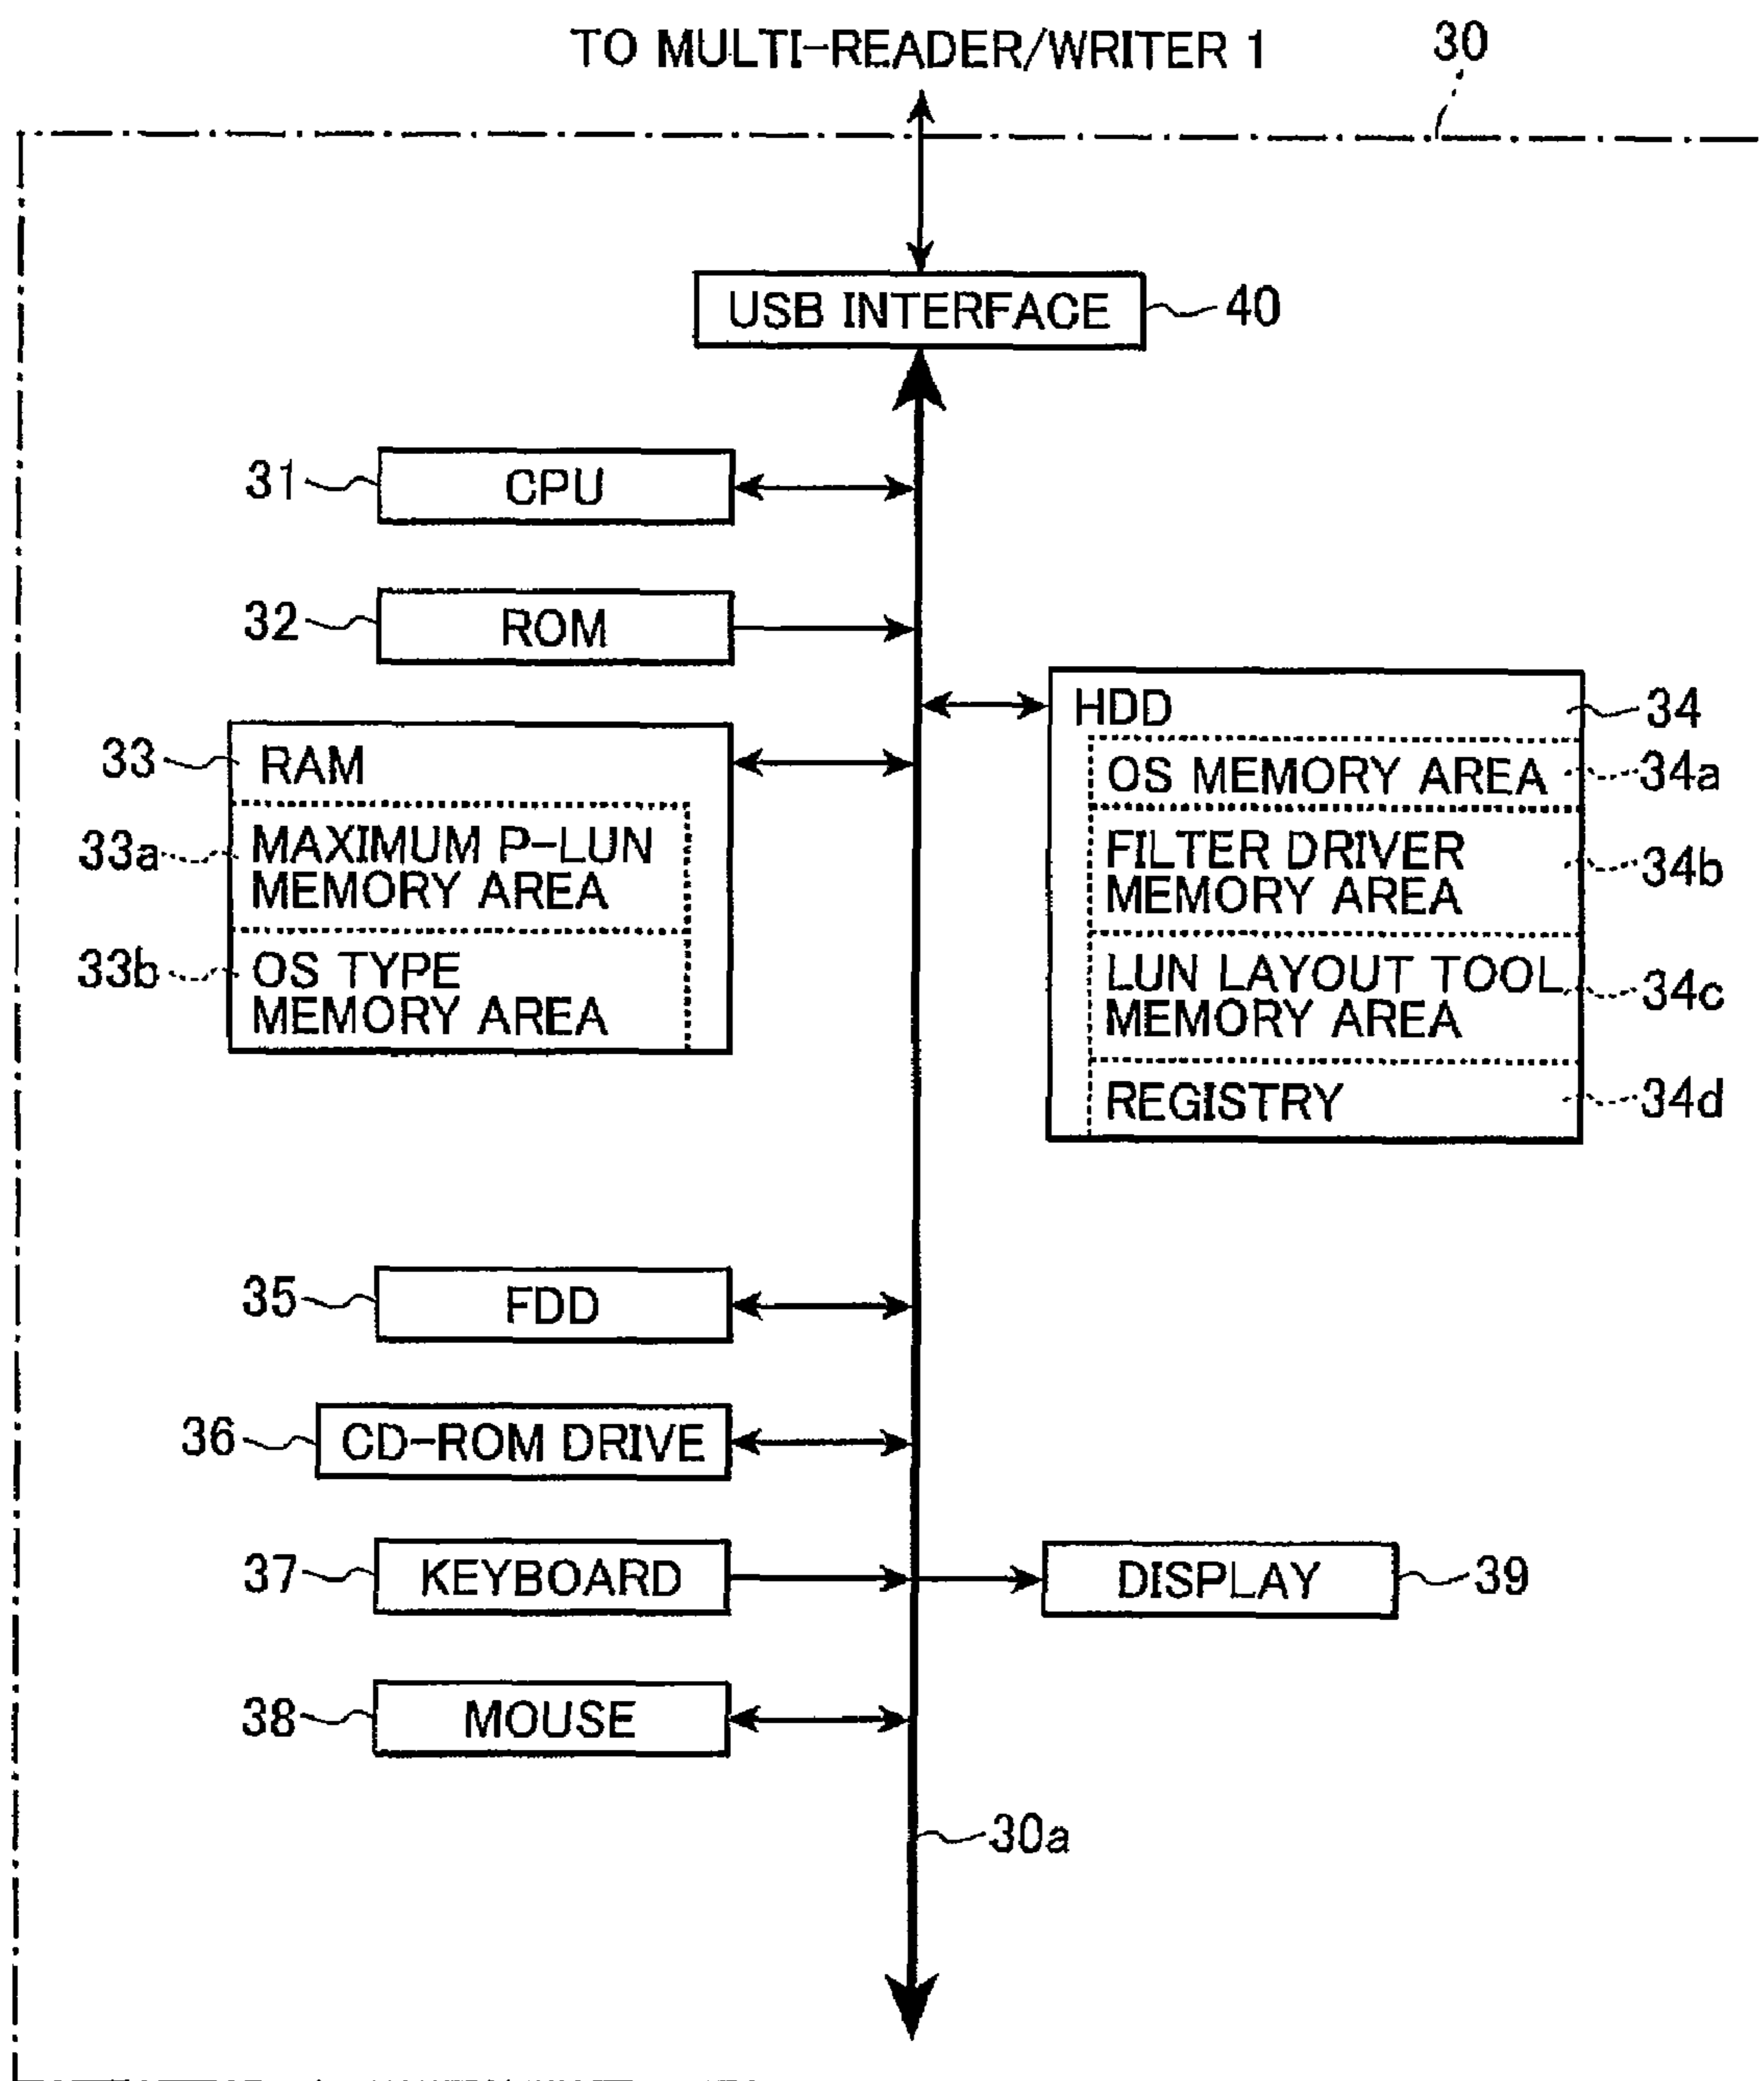 TO MULTI-READER/WRITER 1
30
USB INTERFACE
40
31
CPU
32
ROM
33
RAM
33a
MAXIMUM P-LUN
MEMORY AREA
33b
OS TYPE
MEMORY AREA
HDD
34
OS MEMORY AREA
34a
FILTER DRIVER
MEMORY AREA
34b
LUN LAYOUT TOOL
MEMORY AREA
34c
REGISTRY
34d
35
FDD
36
CD-ROM DRIVE
37
KEYBOARD
DISPLAY
39
38
MOUSE
30a